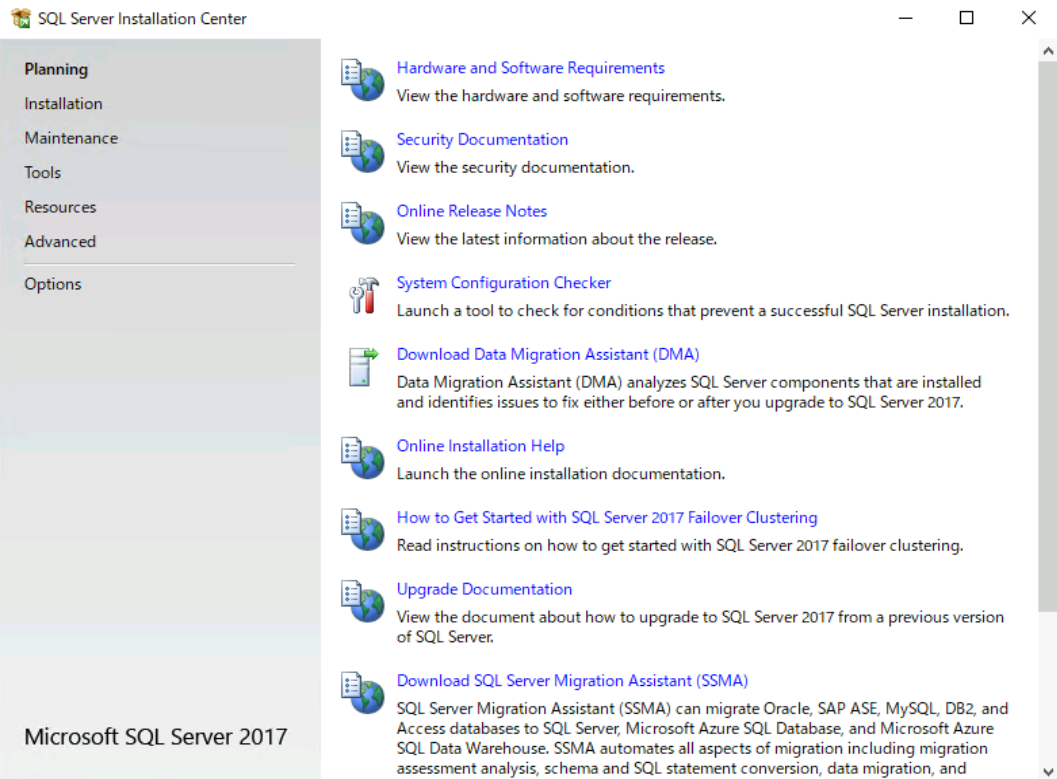 SQL Server Installation Center
Planning
Installation
Maintenance
Tools
Resources
Advanced
Options
Microsoft SQL Server 2017
Hardware and Software Requirements
View the hardware and software requirements.
Security Documentation
View the security documentation.
Online Release Notes
View the latest information about the release.
System Configuration Checker
Launch a tool to check for conditions that prevent a successful SQL Server installation.
Download Data Migration Assistant (DMA)
Data Migration Assistant (DMA) analyzes SQL Server components that are installed
and identifies issues to fix either before or after you upgrade to SQL Server 2017.
Online Installation Help
Launch the online installation documentation.
How to Get Started with SQL Server 2017 Failover Clustering
Read instructions on how to get started with SQL Server 2017 failover clustering.
Upgrade Documentation
View the document about how to upgrade to SQL Server 2017 from a previous version
of SQL Server.
Download SQL Server Migration Assistant (SSMA)
SQL Server Migration Assistant (SSMA) can migrate Oracle, SAP ASE, MySQL, DB2, and
Access databases to SQL Server, Microsoft Azure SQL Database, and Microsoft Azure
SQL Data Warehouse. SSMA automates all aspects of migration including migration
assessment analysis, schema and SQL statement conversion, data migration, and